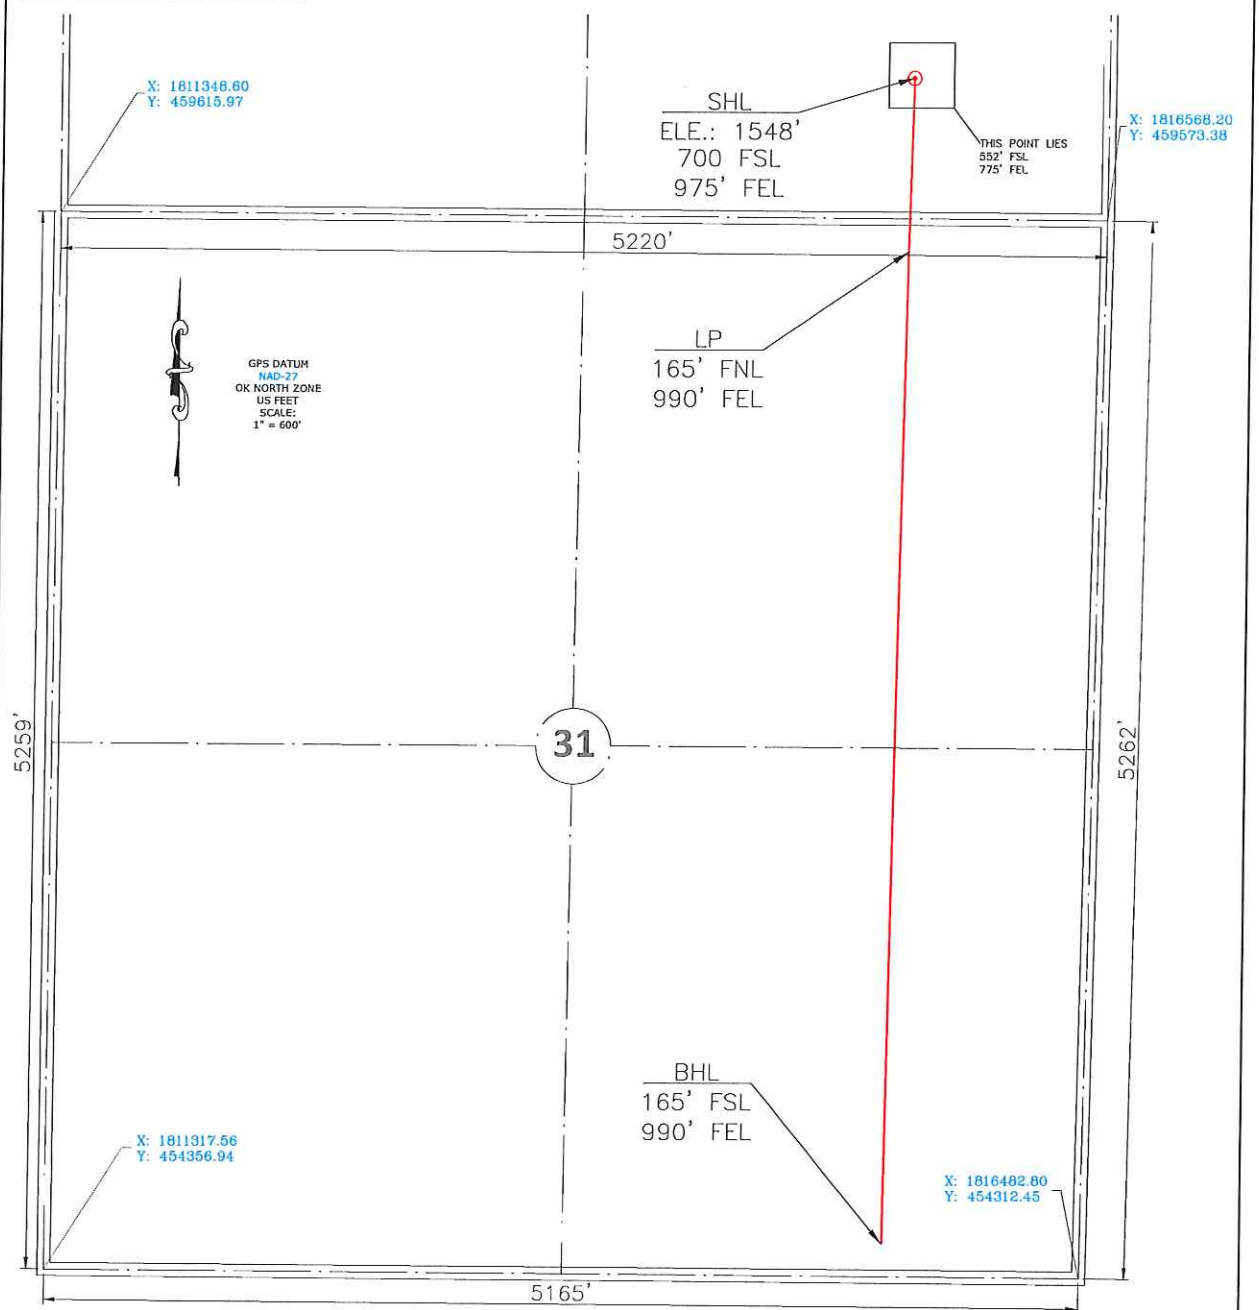 X: 1811348.60
Y: 459615.97
SHL
ELE.: 1548'
700 FSL
975' FEL
THIS POINT LIES
552' FSL
775' FEL
X: 1816568.20
Y: 459573.38
5220'
LP
165' FNL
990' FEL
GPS DATUM
NAD-27
OK NORTH ZONE
US FEET
SCALE:
1" = 600'
5259'
31
5262'
BHL
165' FSL
990' FEL
X: 1811317.56
Y: 454356.94
X: 1816482.80
Y: 454312.45
5165'